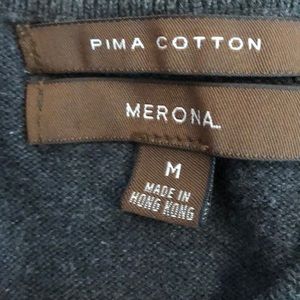 PIMA COTTON
MERONA
M
MADE IN
HONG KONG